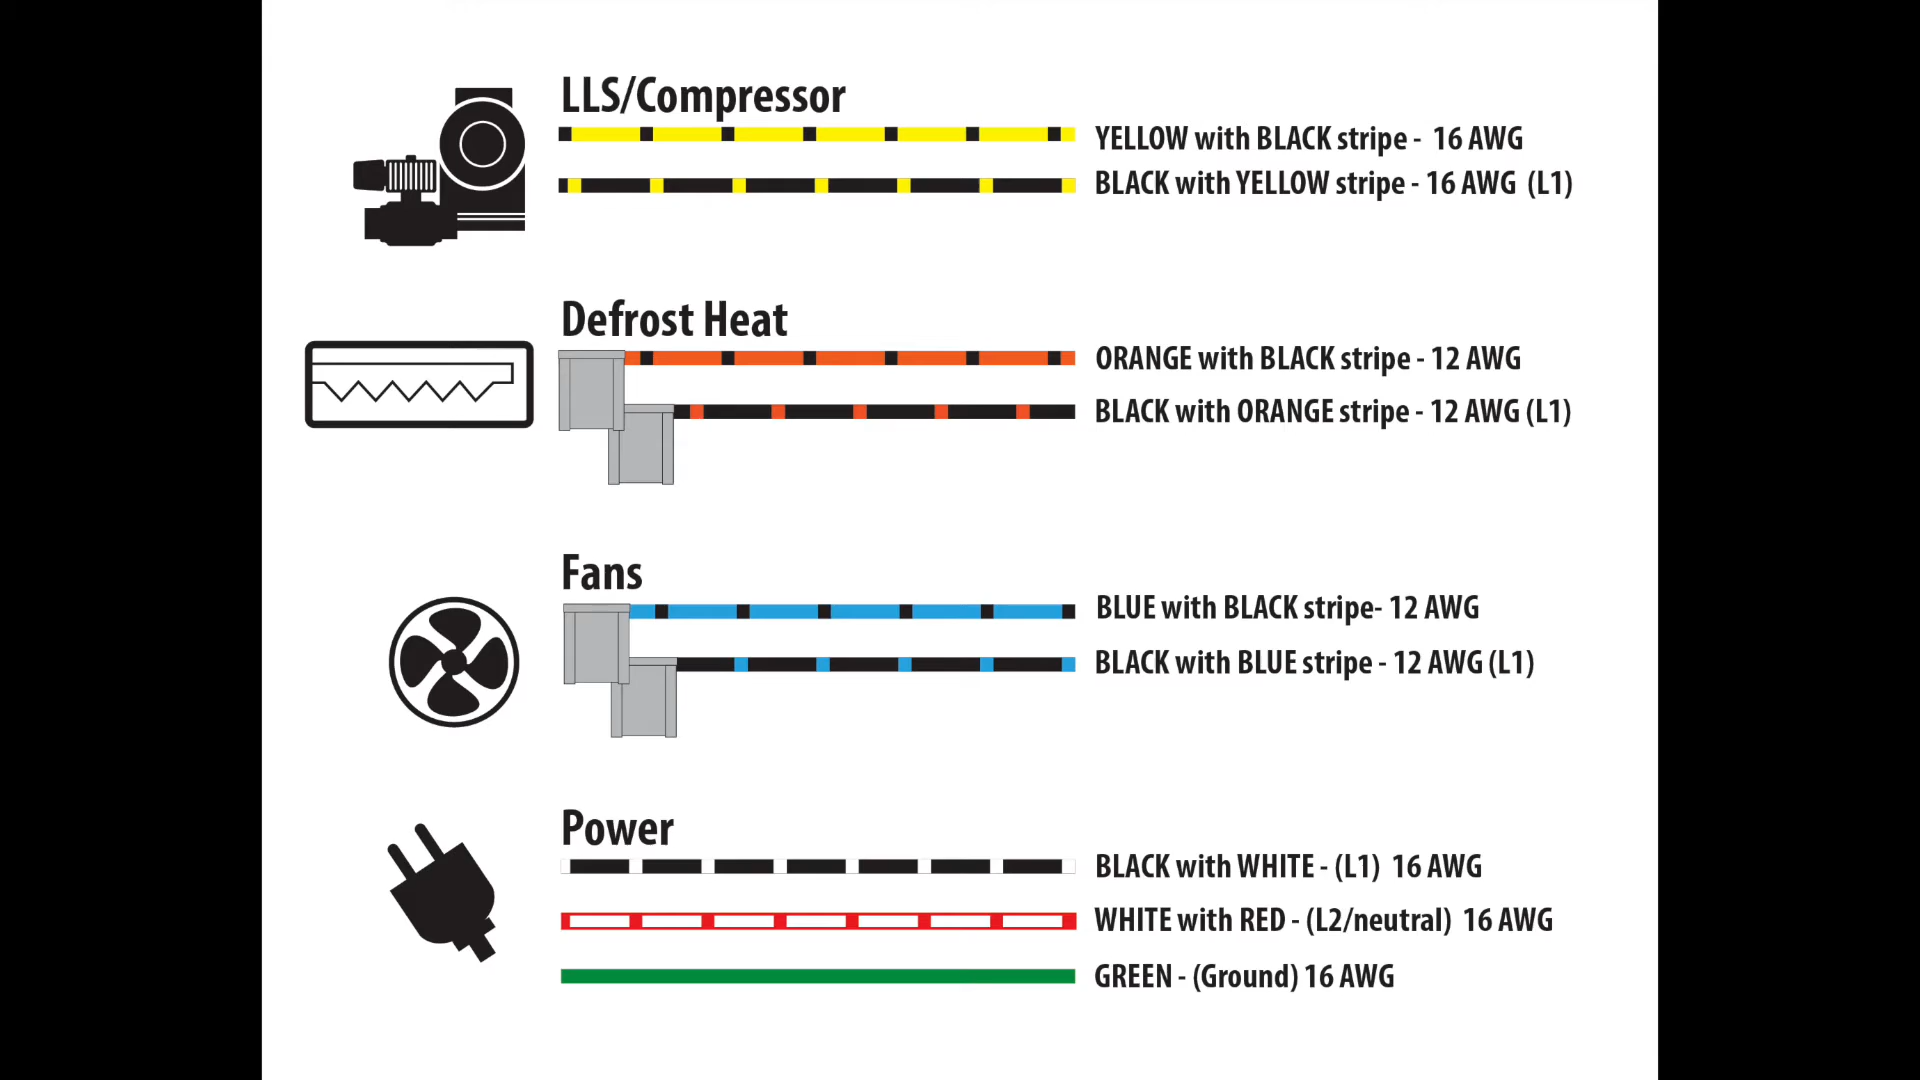 LLS/Compressor
YELLOW with BLACK stripe - 16 AWG
BLACK with YELLOW stripe - 16 AWG (L1)
Defrost Heat
ORANGE with BLACK stripe - 12 AWG
BLACK with ORANGE stripe - 12 AWG (L1)
Fans
BLUE with BLACK stripe- 12 AWG
BLACK with BLUE stripe - 12 AWG (L1)
Power
BLACK with WHITE - (L1) 16 AWG
WHITE with RED - (L2/neutral) 16 AWG
GREEN - (Ground) 16 AWG